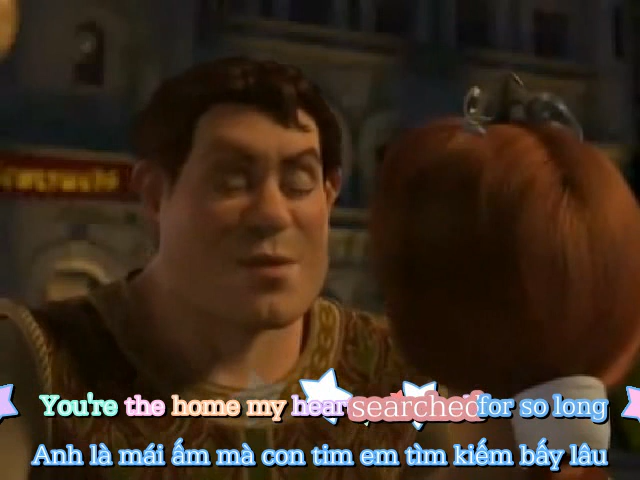 You're the home my hear searched for so long
Anh là mái ấm mà con tim em tìm kiếm bấy lâu